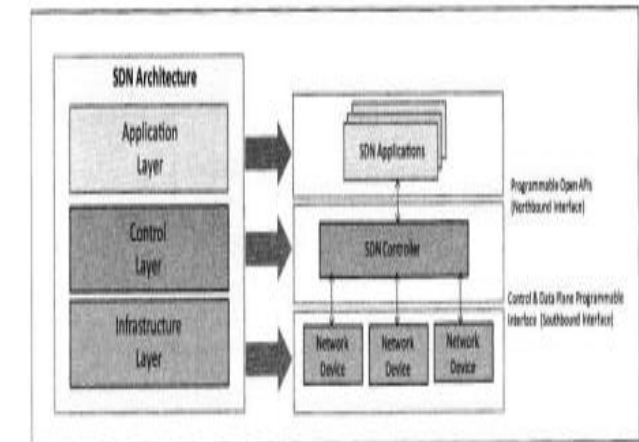 SDN Architecture
Application
Layer
Control
Layer
Infrastructure
Layer
SDN Applications
Programmable Open APIs
(Northbound Interface)
SDN Controller
Control & Data Plane Programmable
Interface (Southbound Interface)
Network
Device
Network
Device
Network
Device